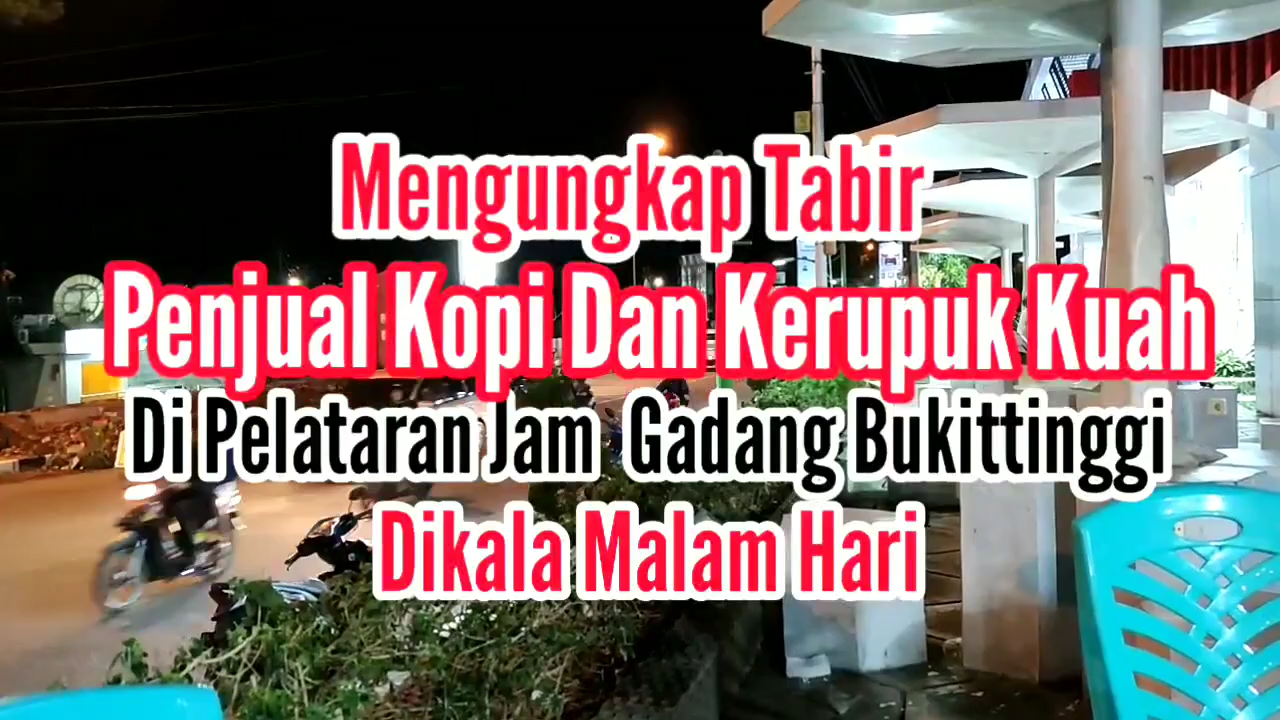 Mengungkap Tabir
Penjual Kopi Dan Kerupuk Kuah
Di Pelataran Jam Gadang Bukittinggi
Dikala Malam Hari